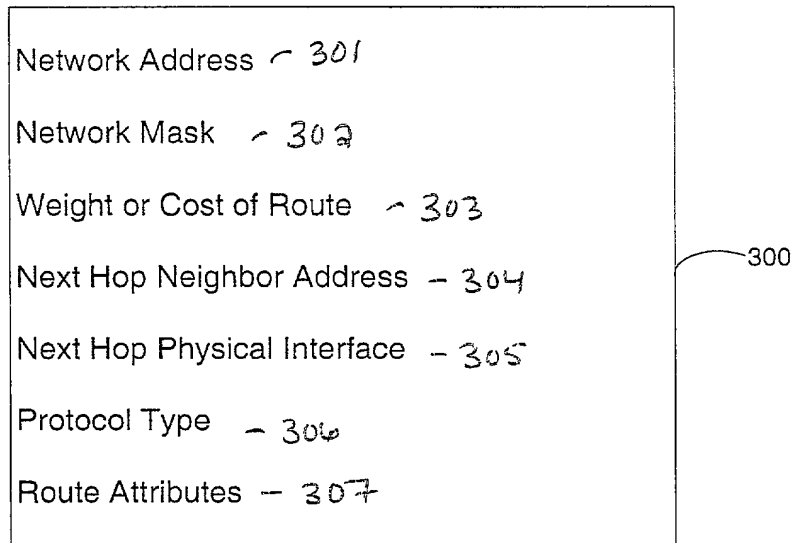 Network Address - 301
Network Mask - 302
Weight or Cost of Route - 303
Next Hop Neighbor Address - 304
300
Next Hop Physical Interface - 305
Protocol Type - 306
Route Attributes - 307